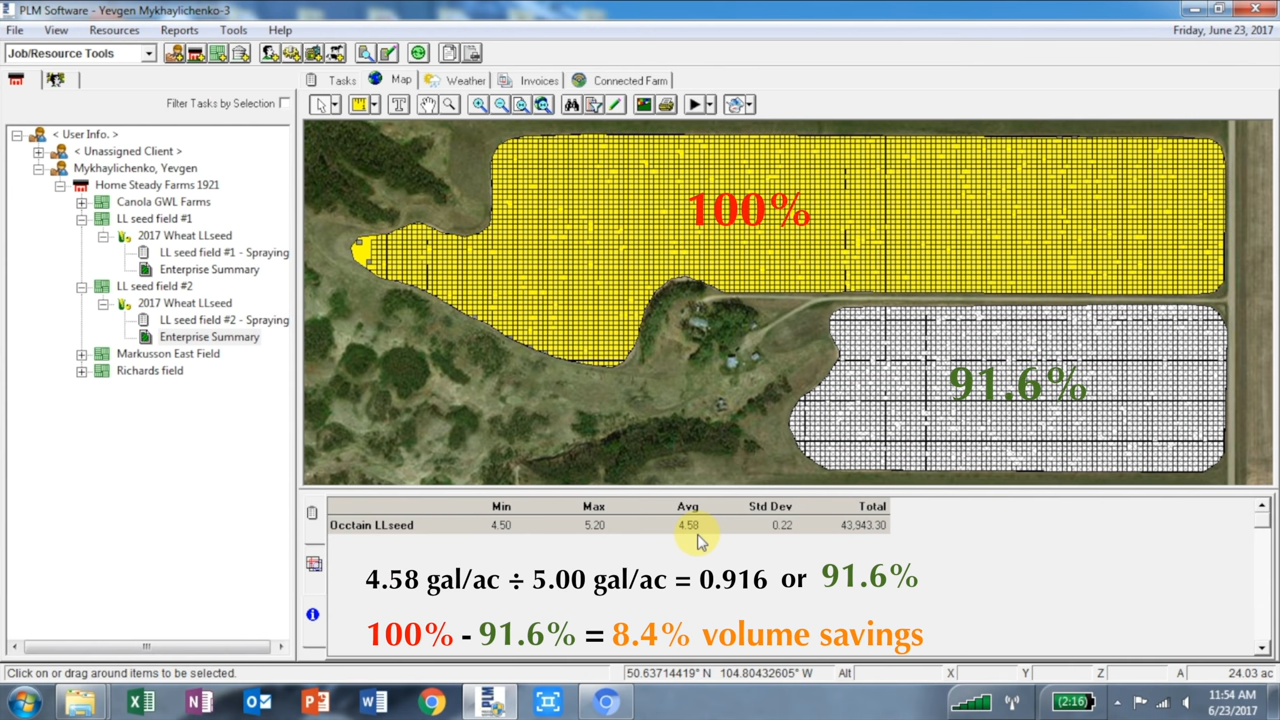 PLM Software - Yevgen Mykhaylichenko-3
File View Resources Reports Tools Help
Friday, June 23, 2017
Job/Resource Tools
Tasks Map Weather Invoices Connected Farm
Filter Tasks by Selection
< User Info. >
< Unassigned Client >
Mykhaylichenko, Yevgen
Home Steady Farms 1921
Canola GWL Farms
LL seed field #1
2017 Wheat LLseed
LL seed field #1 - Spraying
Enterprise Summary
LL seed field #2
2017 Wheat LLseed
LL seed field #2 - Spraying
Enterprise Summary
Markusson East Field
Richards field
100%
91.6%
Min Max Avg Std Dev Total
Occtain LLseed 4.50 5.20 4.58 0.22 43,943.30
4.58 gal/ac ÷ 5.00 gal/ac = 0.916 or 91.6%
100% - 91.6% = 8.4% volume savings
Click on or drag around items to be selected.
50.63714419° N 104.80432605° W Alt X Y Z A 24.03 ac
(2:16)
11:54 AM
6/23/2017